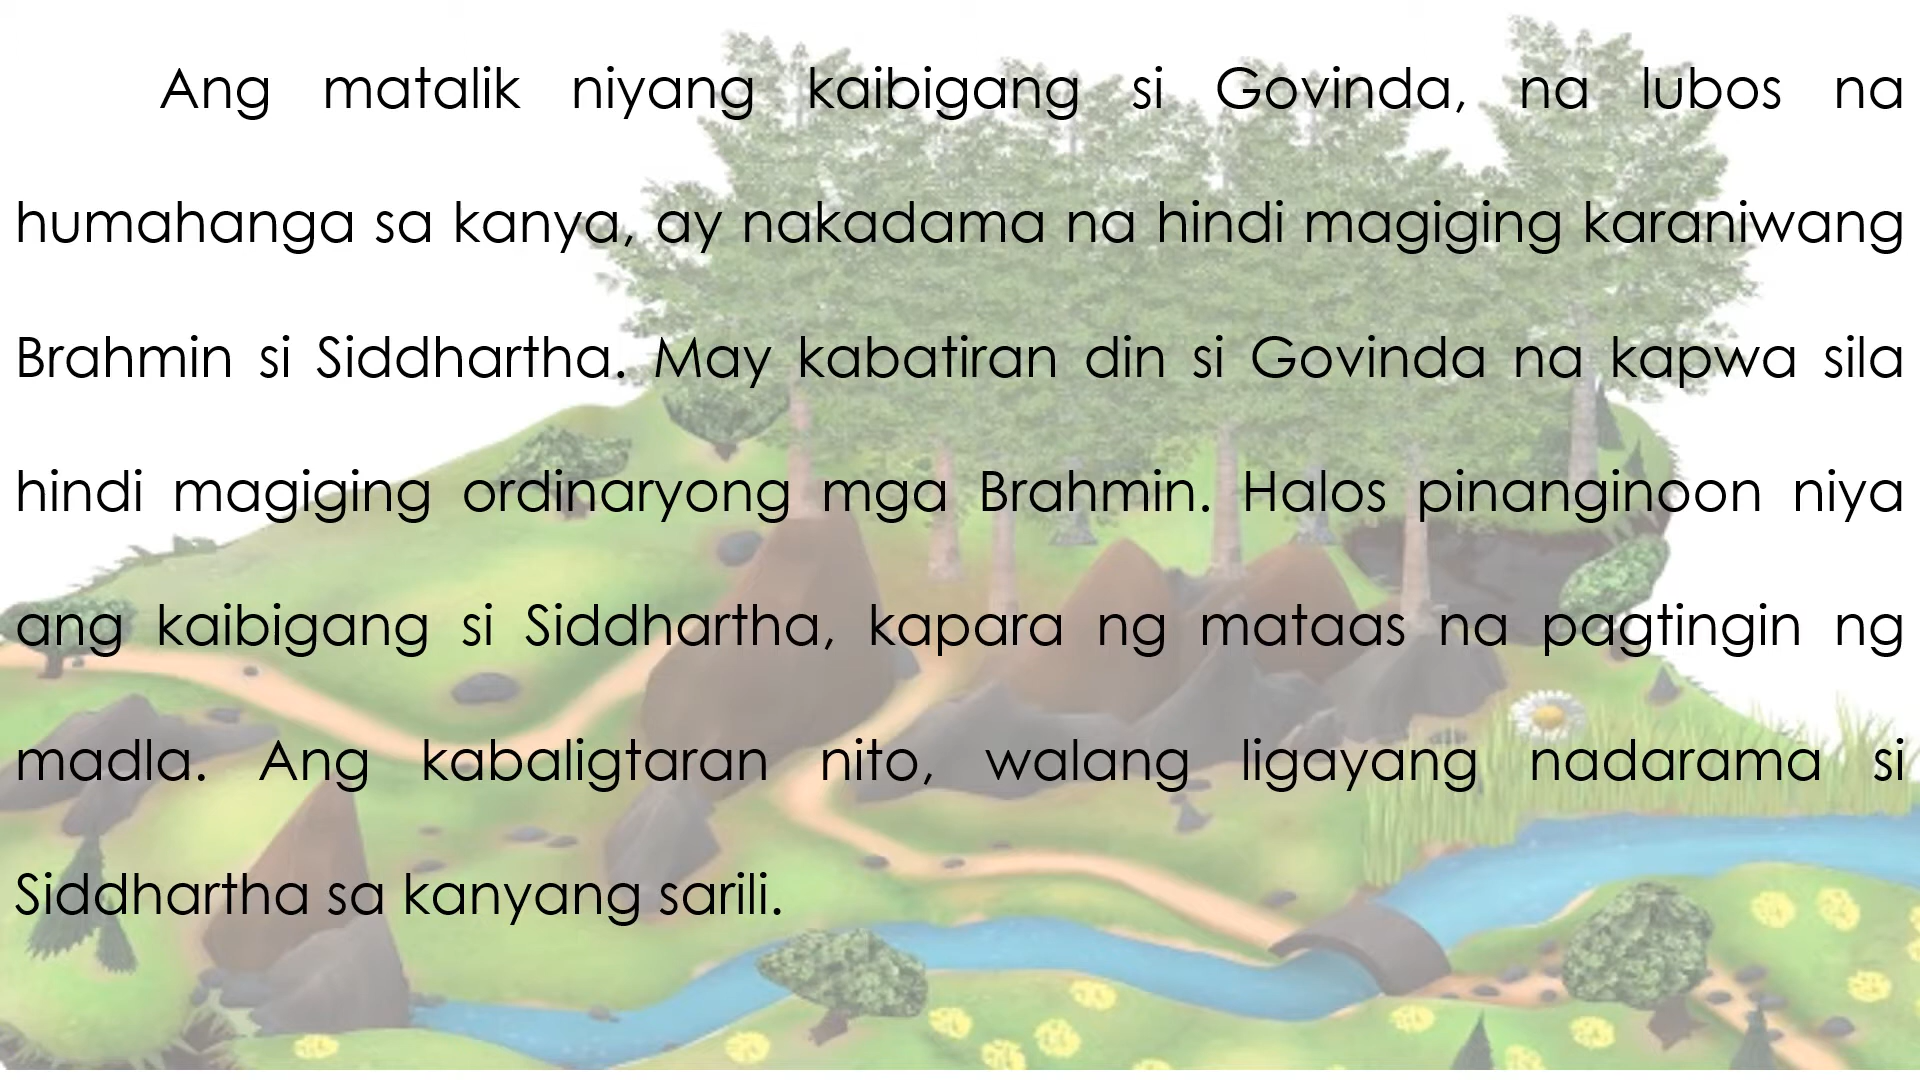 Ang matalik niyang kaibigang si Govinda, na lubos na
humahanga sa kanya, ay nakadama na hindi magiging karaniwang
Brahmin si Siddhartha. May kabatiran din si Govinda na kapwa sila
hindi magiging ordinaryong mga Brahmin. Halos pinanginoon niya
ang kaibigang si Siddhartha, kapara ng mataas na pagtingin ng
madla. Ang kabaligtaran nito, walang ligayang nadarama si
Siddhartha sa kanyang sarili.